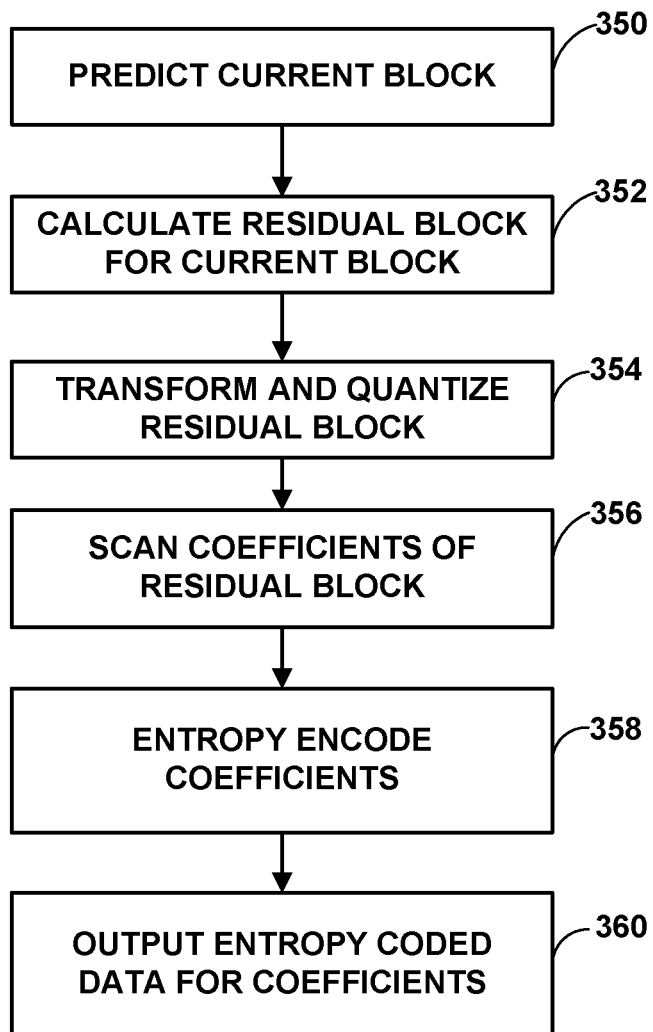 350
PREDICT CURRENT BLOCK
352
CALCULATE RESIDUAL BLOCK
FOR CURRENT BLOCK
354
TRANSFORM AND QUANTIZE
RESIDUAL BLOCK
356
SCAN COEFFICIENTS OF
RESIDUAL BLOCK
358
ENTROPY ENCODE
COEFFICIENTS
360
OUTPUT ENTROPY CODED
DATA FOR COEFFICIENTS